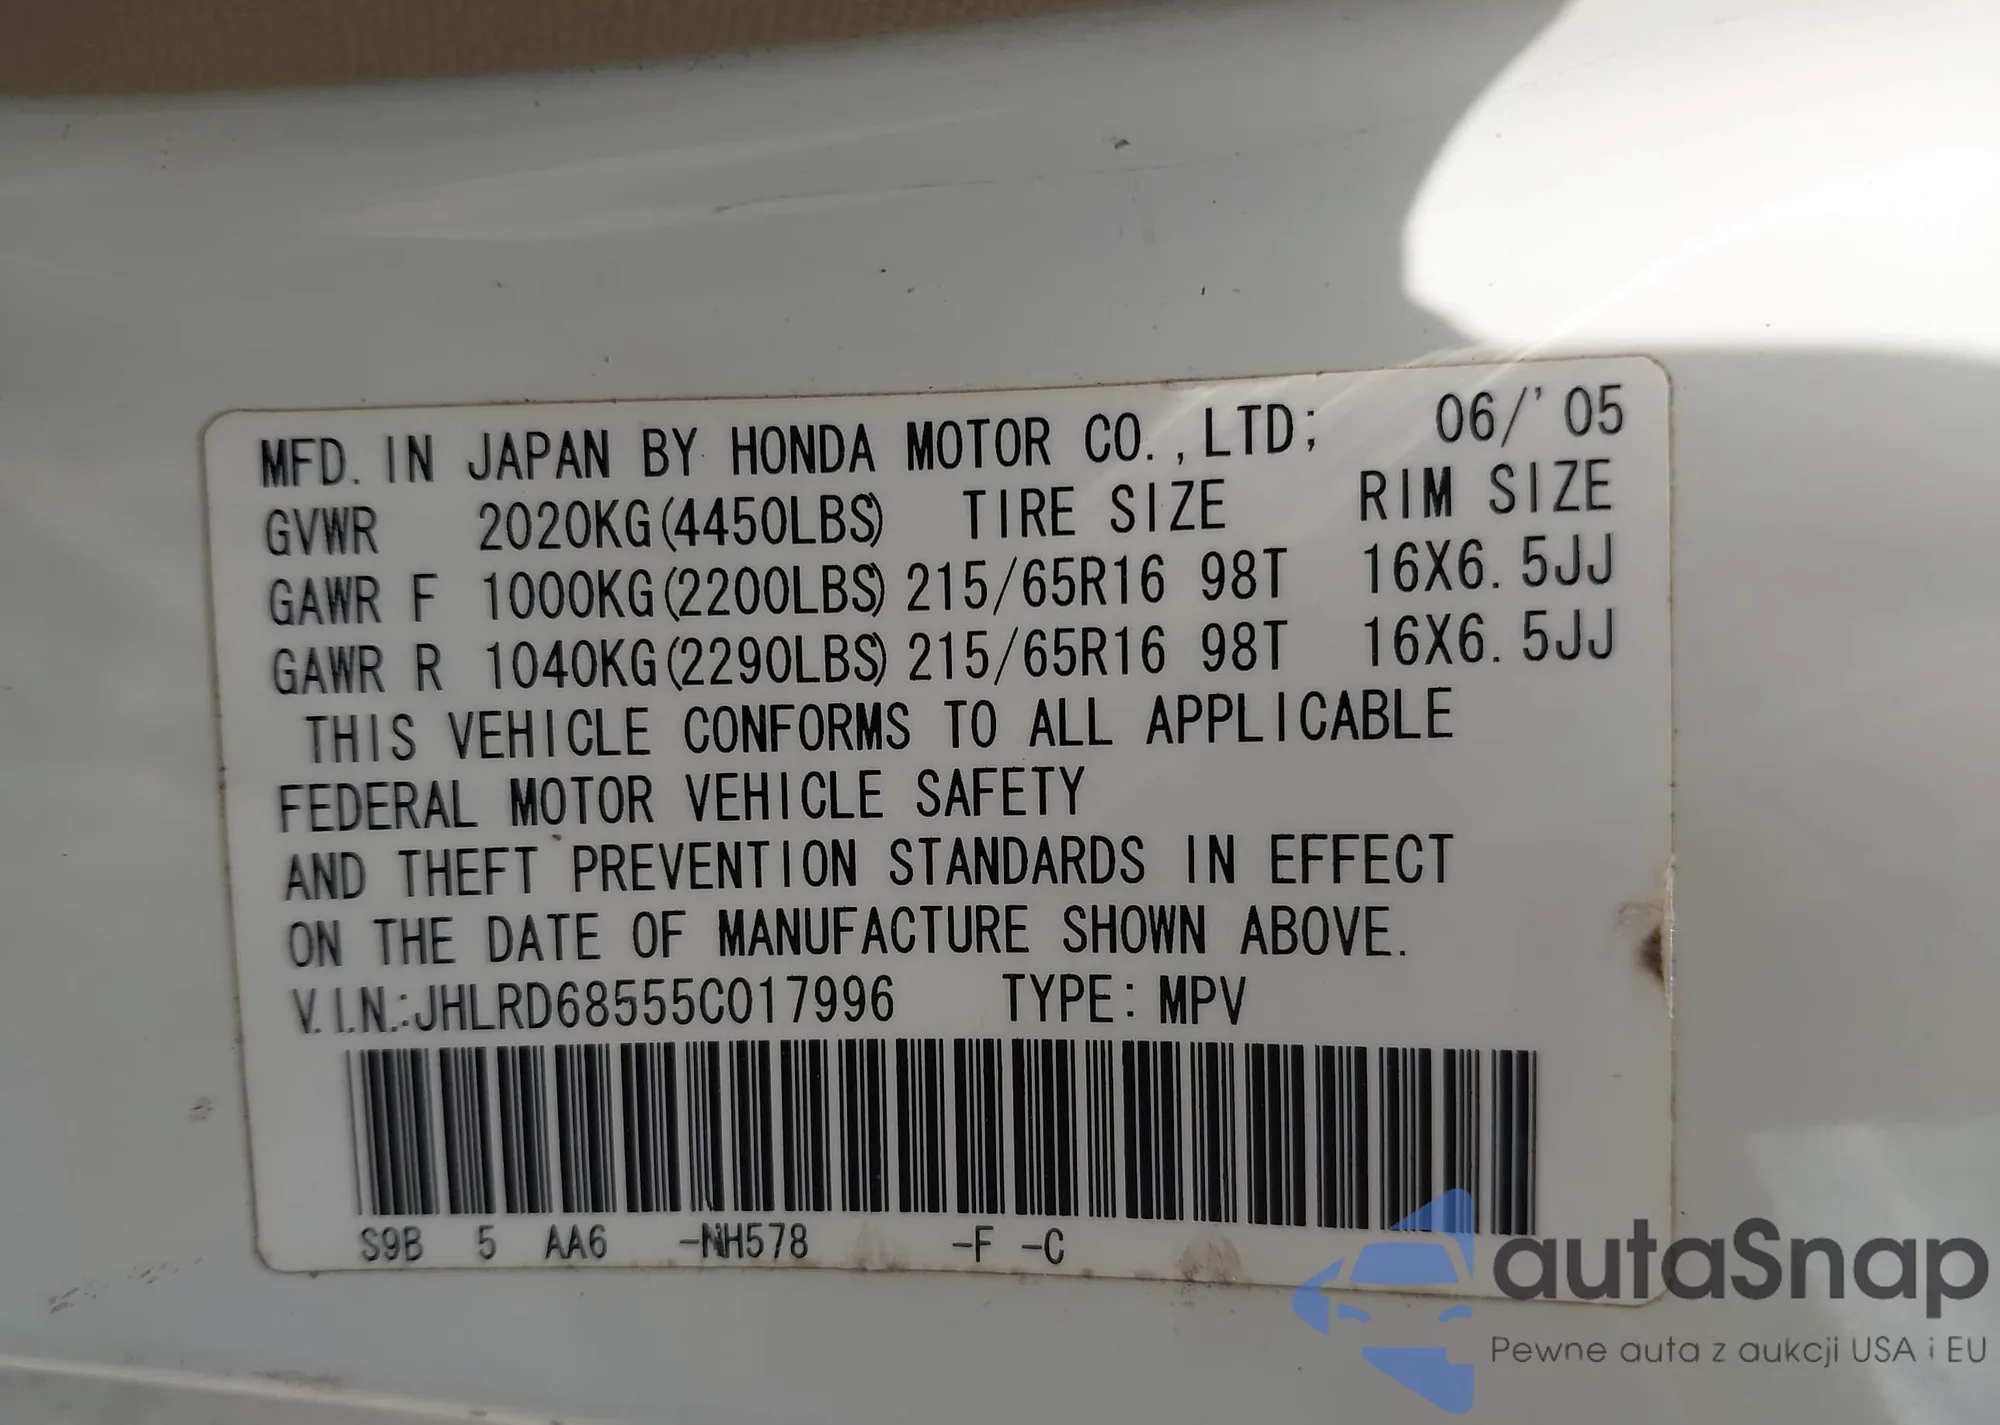 MFD. IN JAPAN BY HONDA MOTOR CO., LTD; 06/'05
GVWR 2020KG(4450LBS) TIRE SIZE RIM SIZE
GAWR F 1000KG(2200LBS) 215/65R16 98T 16X6.5JJ
GAWR R 1040KG(2290LBS) 215/65R16 98T 16X6.5JJ
THIS VEHICLE CONFORMS TO ALL APPLICABLE
FEDERAL MOTOR VEHICLE SAFETY
AND THEFT PREVENTION STANDARDS IN EFFECT
ON THE DATE OF MANUFACTURE SHOWN ABOVE.
V.I.N.:JHLRD68555C017996 TYPE: MPV
S9B 5 AA6 -NH578 -F -C
autaSnap
Pewne auta z aukcji USA i EU